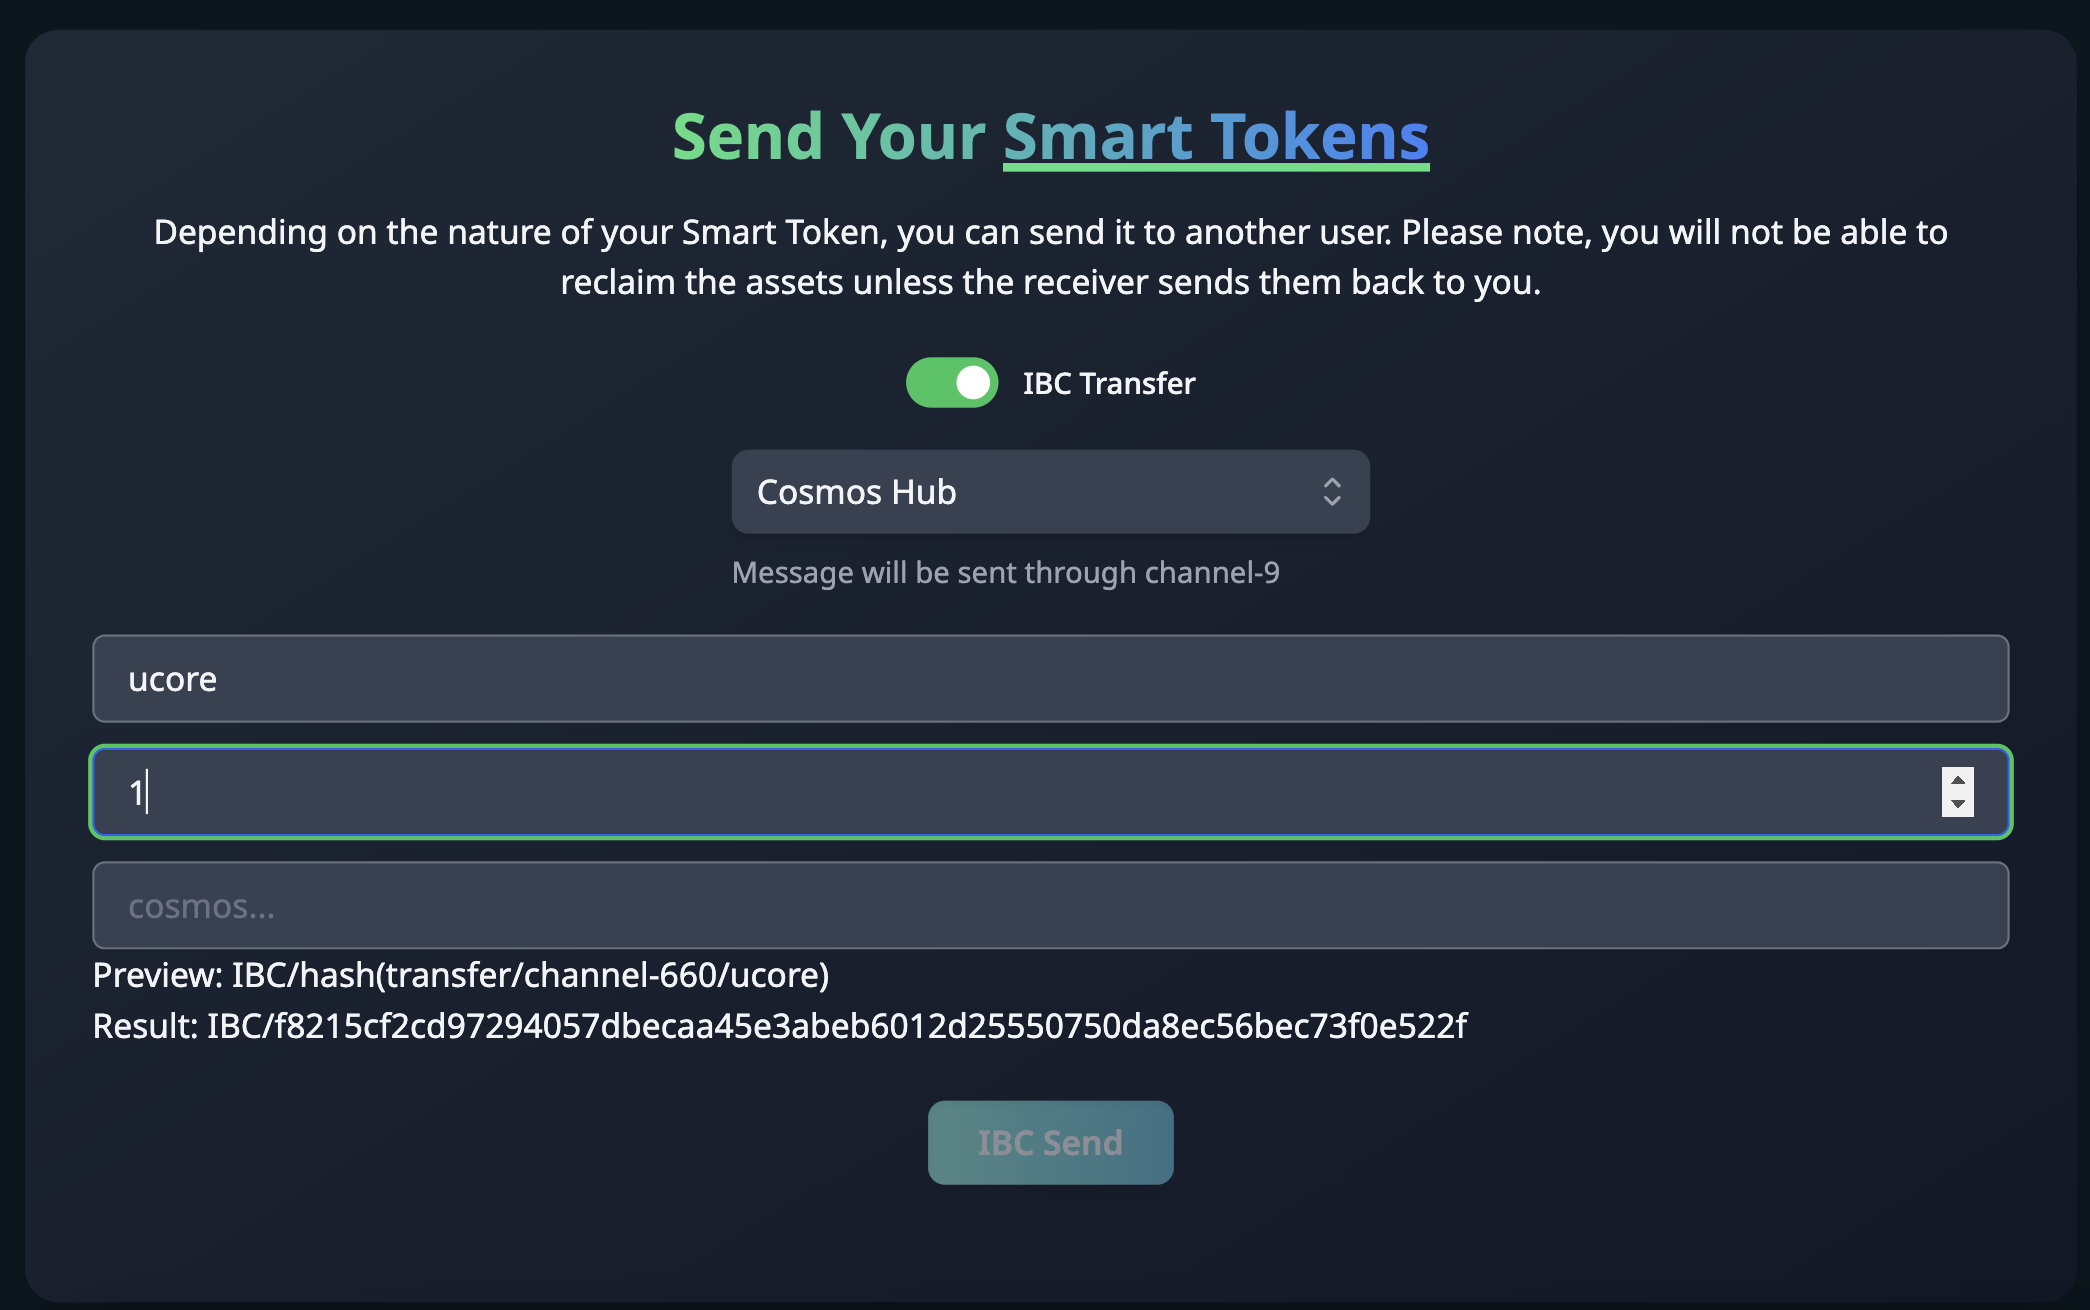 Send Your Smart Tokens
Depending on the nature of your Smart Token, you can send it to another user. Please note, you will not be able to
reclaim the assets unless the receiver sends them back to you.
IBC Transfer
Cosmos Hub
Message will be sent through channel-9
ucore
1
cosmos...
Preview: IBC/hash(transfer/channel-660/ucore)
Result: IBC/f8215cf2cd97294057dbecaa45e3abeb6012d25550750da8ec56bec73f0e522f
IBC Send